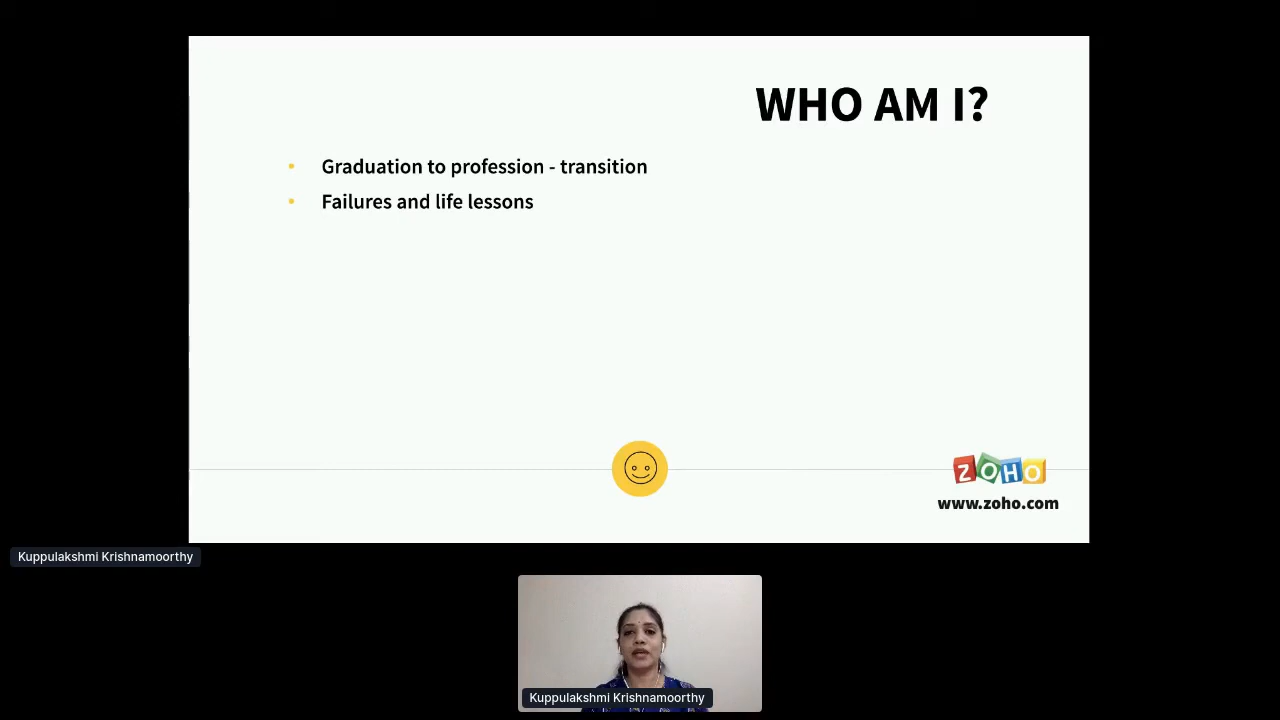 WHO AM I?
• Graduation to profession - transition
• Failures and life lessons
ZOHO
www.zoho.com
Kuppulakshmi Krishnamoorthy
Kuppulakshmi Krishnamoorthy